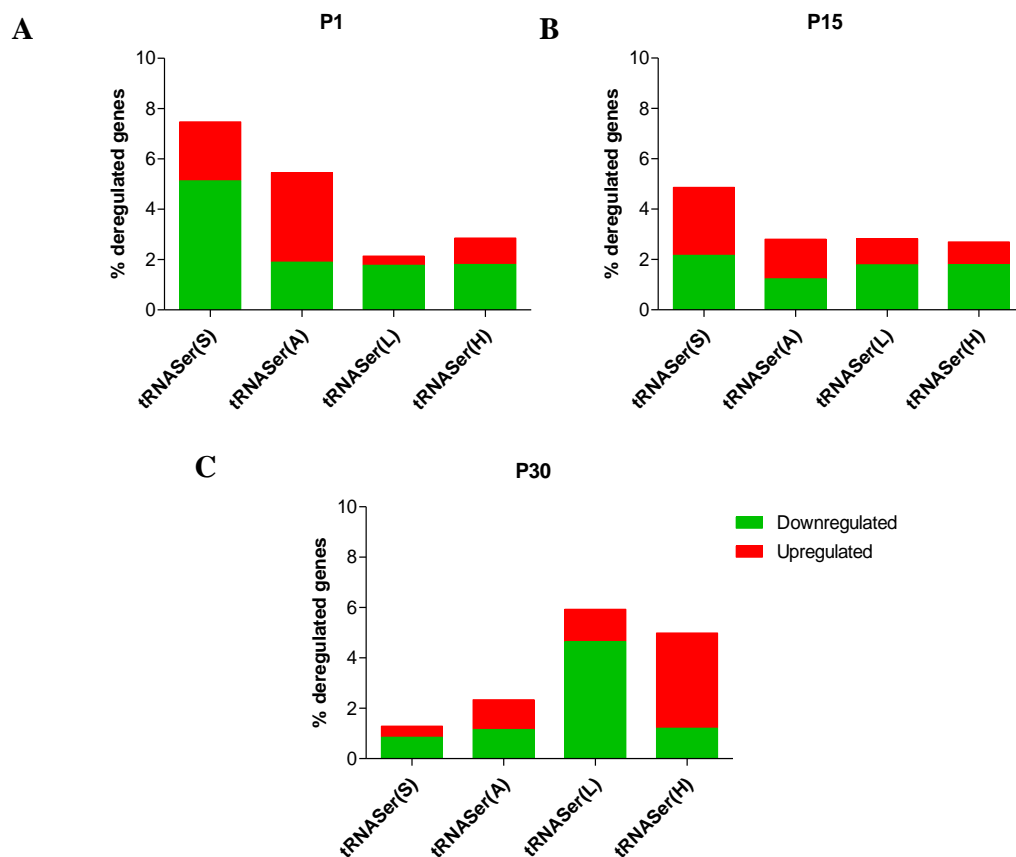 A
P1
% deregulated genes
10
8
6
4
2
0
tRNASer(S)
tRNASer(A)
tRNASer(L)
tRNASer(H)
B
P15
% deregulated genes
10
8
6
4
2
0
tRNASer(S)
tRNASer(A)
tRNASer(L)
tRNASer(H)
C
P30
% deregulated genes
10
8
6
4
2
0
tRNASer(S)
tRNASer(A)
tRNASer(L)
tRNASer(H)
Downregulated
Upregulated